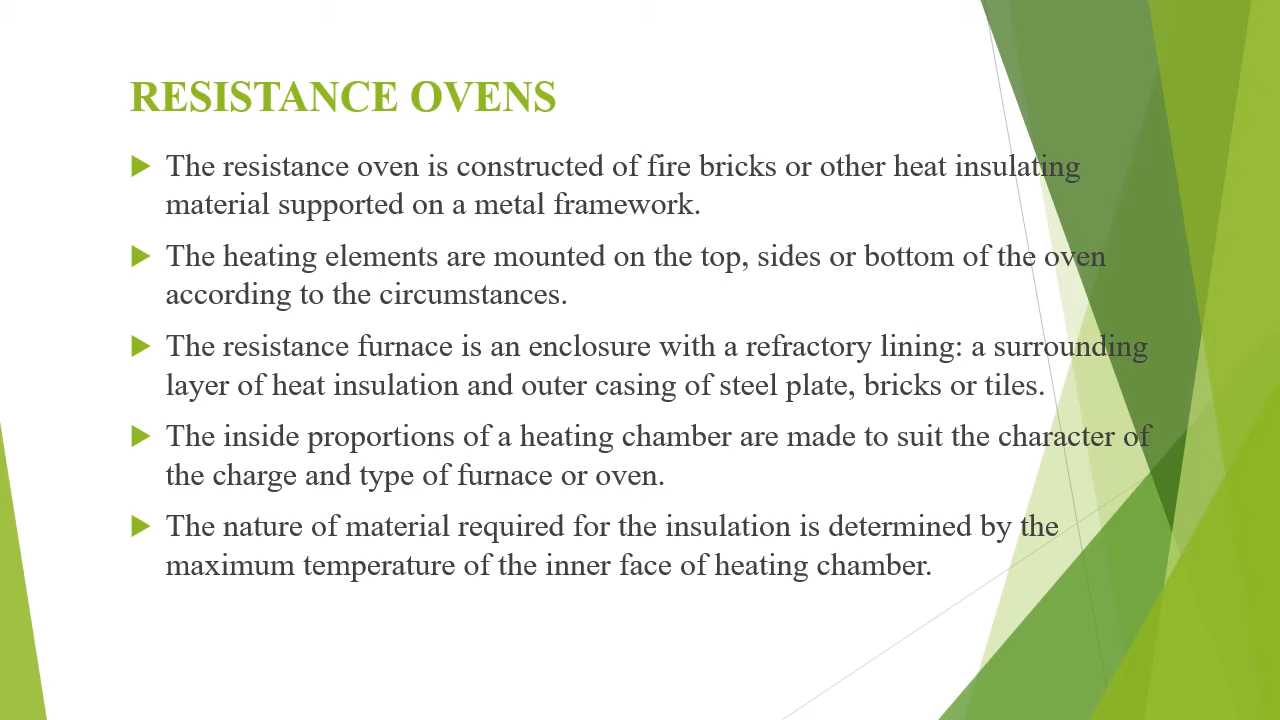 RESISTANCE OVENS
The resistance oven is constructed of fire bricks or other heat insulating
material supported on a metal framework.
The heating elements are mounted on the top, sides or bottom of the oven
according to the circumstances.
The resistance furnace is an enclosure with a refractory lining: a surrounding
layer of heat insulation and outer casing of steel plate, bricks or tiles.
The inside proportions of a heating chamber are made to suit the character of
the charge and type of furnace or oven.
The nature of material required for the insulation is determined by the
maximum temperature of the inner face of heating chamber.